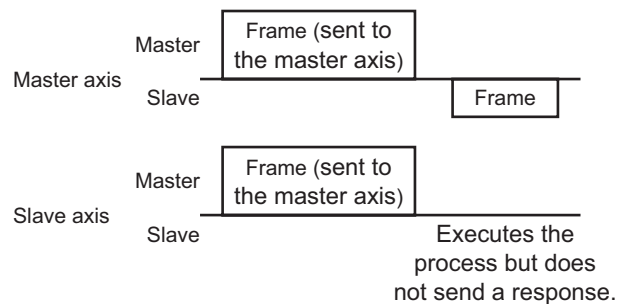 Master
Frame (sent to
the master axis)
Master axis
Slave
Frame
Master
Frame (sent to
the master axis)
Slave axis
Slave
Executes the
process but does
not send a response.